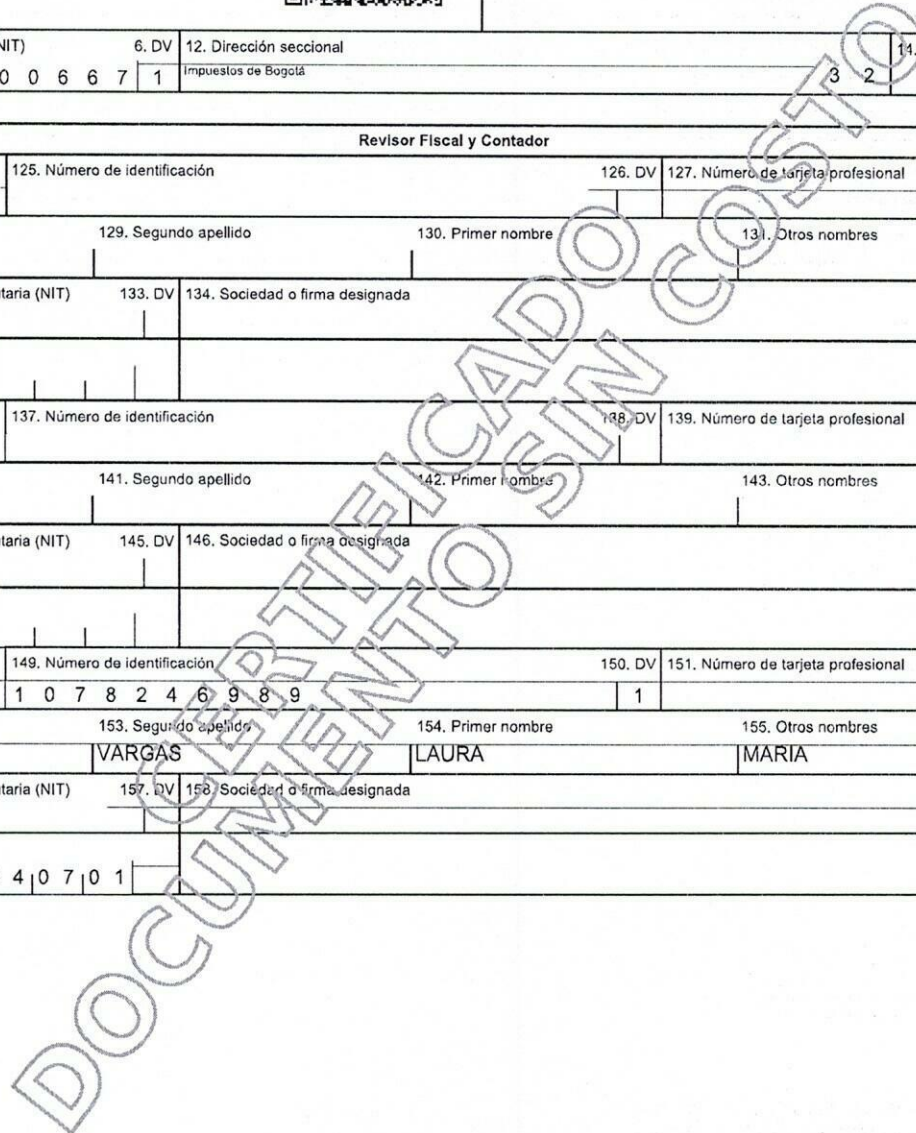 NIT) 6. DV 12. Dirección seccional 14.
0 0 6 6 7 1 Impuestos de Bogotá 3 2
Revisor Fiscal y Contador
125. Número de identificación 126. DV 127. Número de tarjeta profesional
129. Segundo apellido 130. Primer nombre 131. Otros nombres
taria (NIT) 133. DV 134. Sociedad o firma designada
137. Número de identificación 138. DV 139. Número de tarjeta profesional
141. Segundo apellido 142. Primer nombre 143. Otros nombres
taria (NIT) 145. DV 146. Sociedad o firma designada
149. Número de identificación 150. DV 151. Número de tarjeta profesional
1 0 7 8 2 4 6 9 8 9 1
153. Segundo apellido 154. Primer nombre 155. Otros nombres
VARGAS LAURA MARIA
taria (NIT) 157. DV 158. Sociedad o firma designada
4 0 7 0 1
CERTIFICADO
DOCUMENTO SIN COSTO